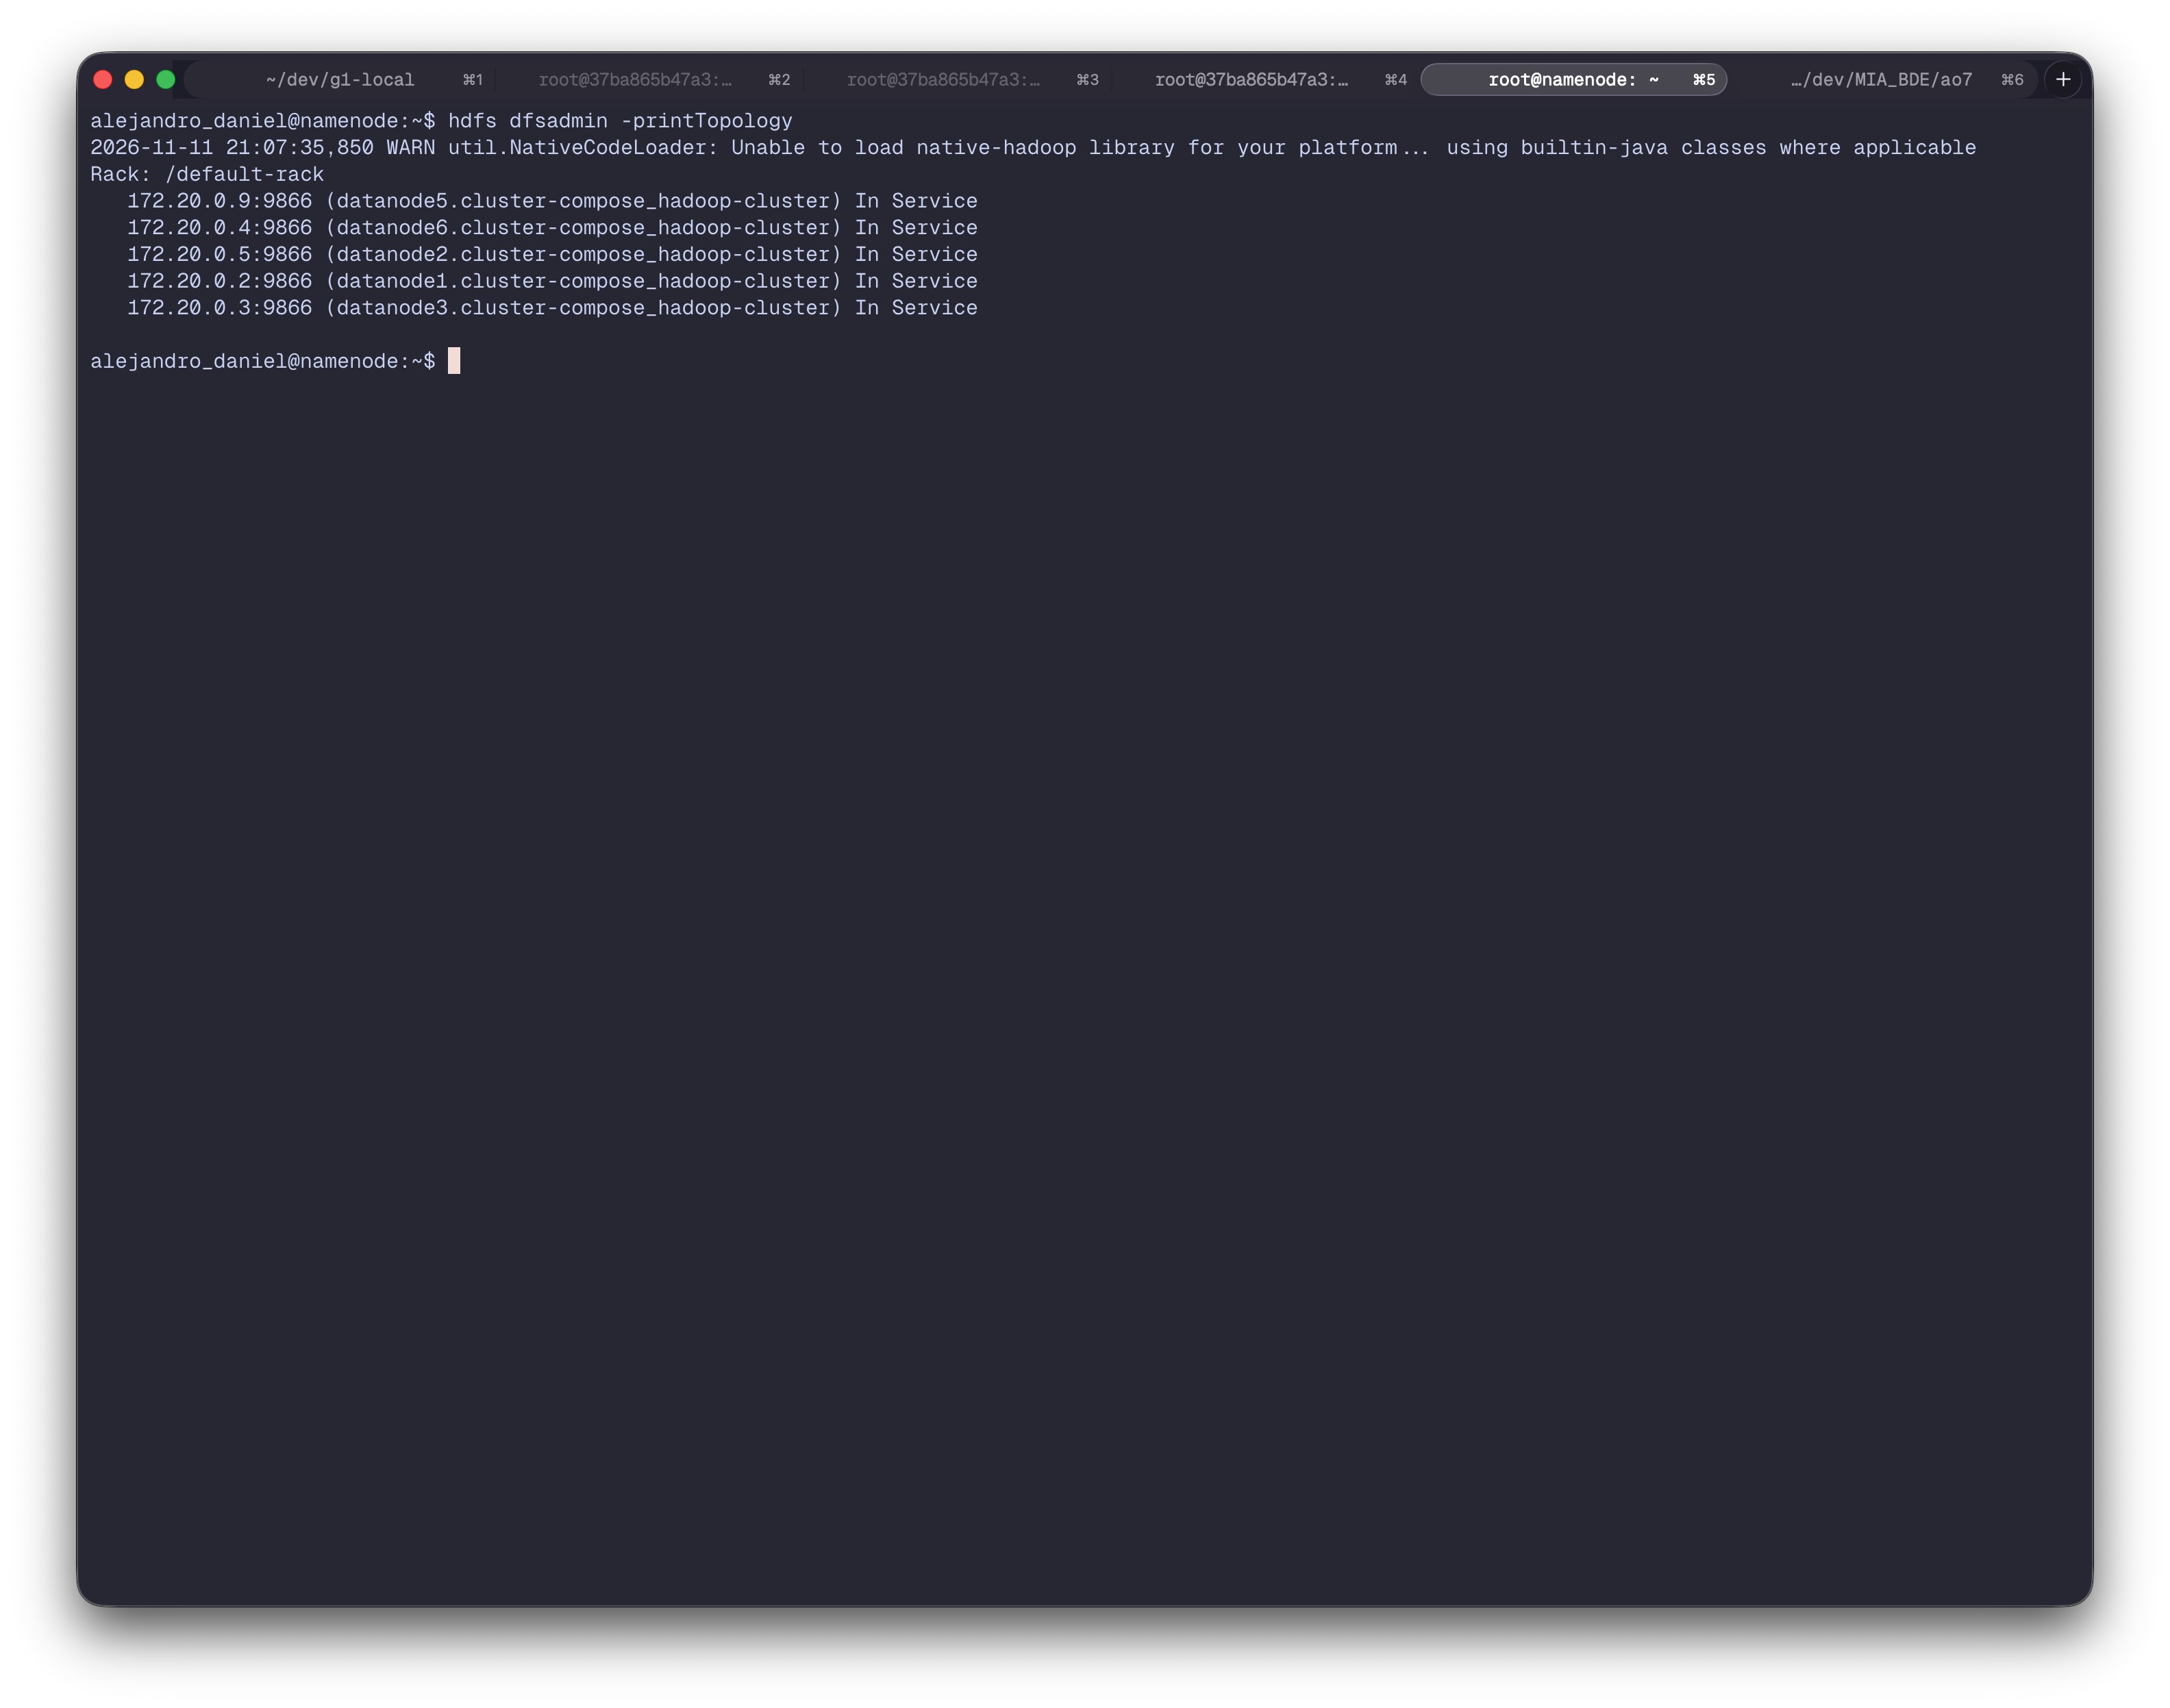 ~/dev/g1-local ⌘1 root@37ba865b47a3:… ⌘2 root@37ba865b47a3:… ⌘3 root@37ba865b47a3:… ⌘4 root@namenode: ~ ⌘5 …/dev/MIA_BDE/ao7 ⌘6 +
alejandro_daniel@namenode:~$ hdfs dfsadmin -printTopology
2026-11-11 21:07:35,850 WARN util.NativeCodeLoader: Unable to load native-hadoop library for your platform... using builtin-java classes where applicable
Rack: /default-rack
172.20.0.9:9866 (datanode5.cluster-compose_hadoop-cluster) In Service
172.20.0.4:9866 (datanode6.cluster-compose_hadoop-cluster) In Service
172.20.0.5:9866 (datanode2.cluster-compose_hadoop-cluster) In Service
172.20.0.2:9866 (datanode1.cluster-compose_hadoop-cluster) In Service
172.20.0.3:9866 (datanode3.cluster-compose_hadoop-cluster) In Service
alejandro_daniel@namenode:~$